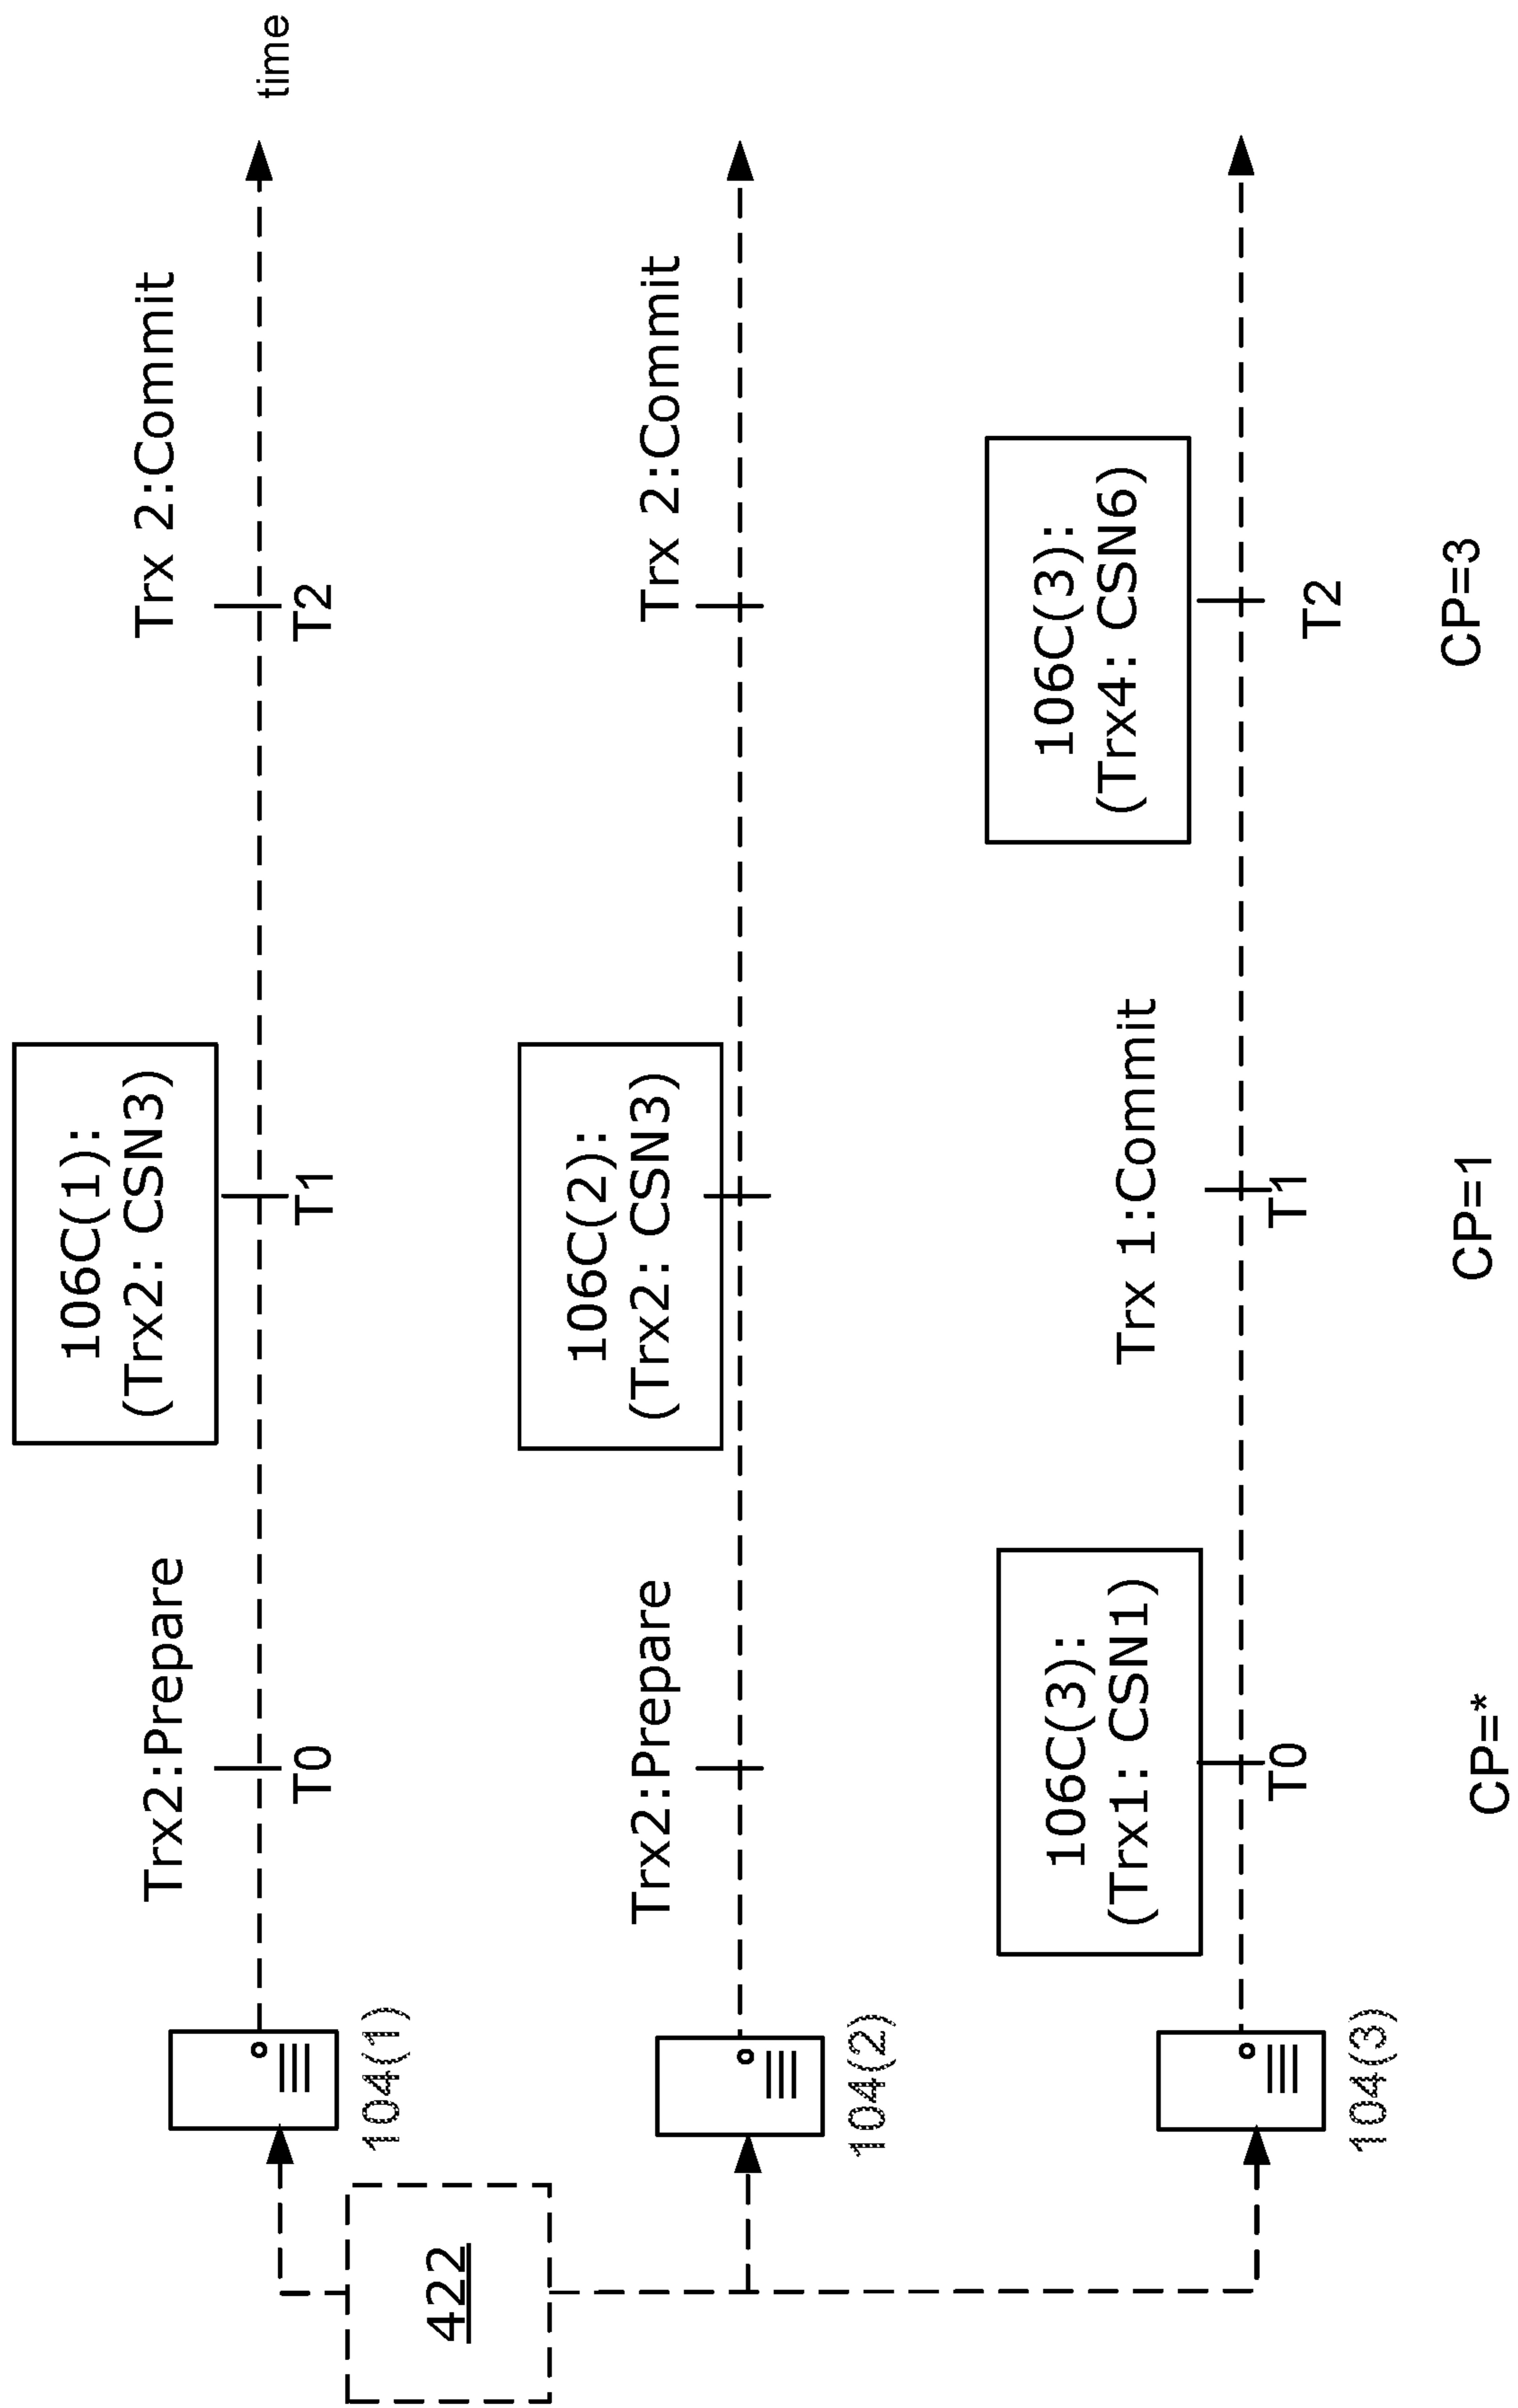 time
Trx2:Prepare
106C(1):
(Trx2: CSN3)
Trx 2:Commit
T0
T1
T2
104(1)
422
Trx2:Prepare
106C(2):
(Trx2: CSN3)
Trx 2:Commit
104(2)
106C(3):
(Trx1: CSN1)
Trx 1:Commit
106C(3):
(Trx4: CSN6)
T0
T1
T2
104(3)
CP=*
CP=1
CP=3